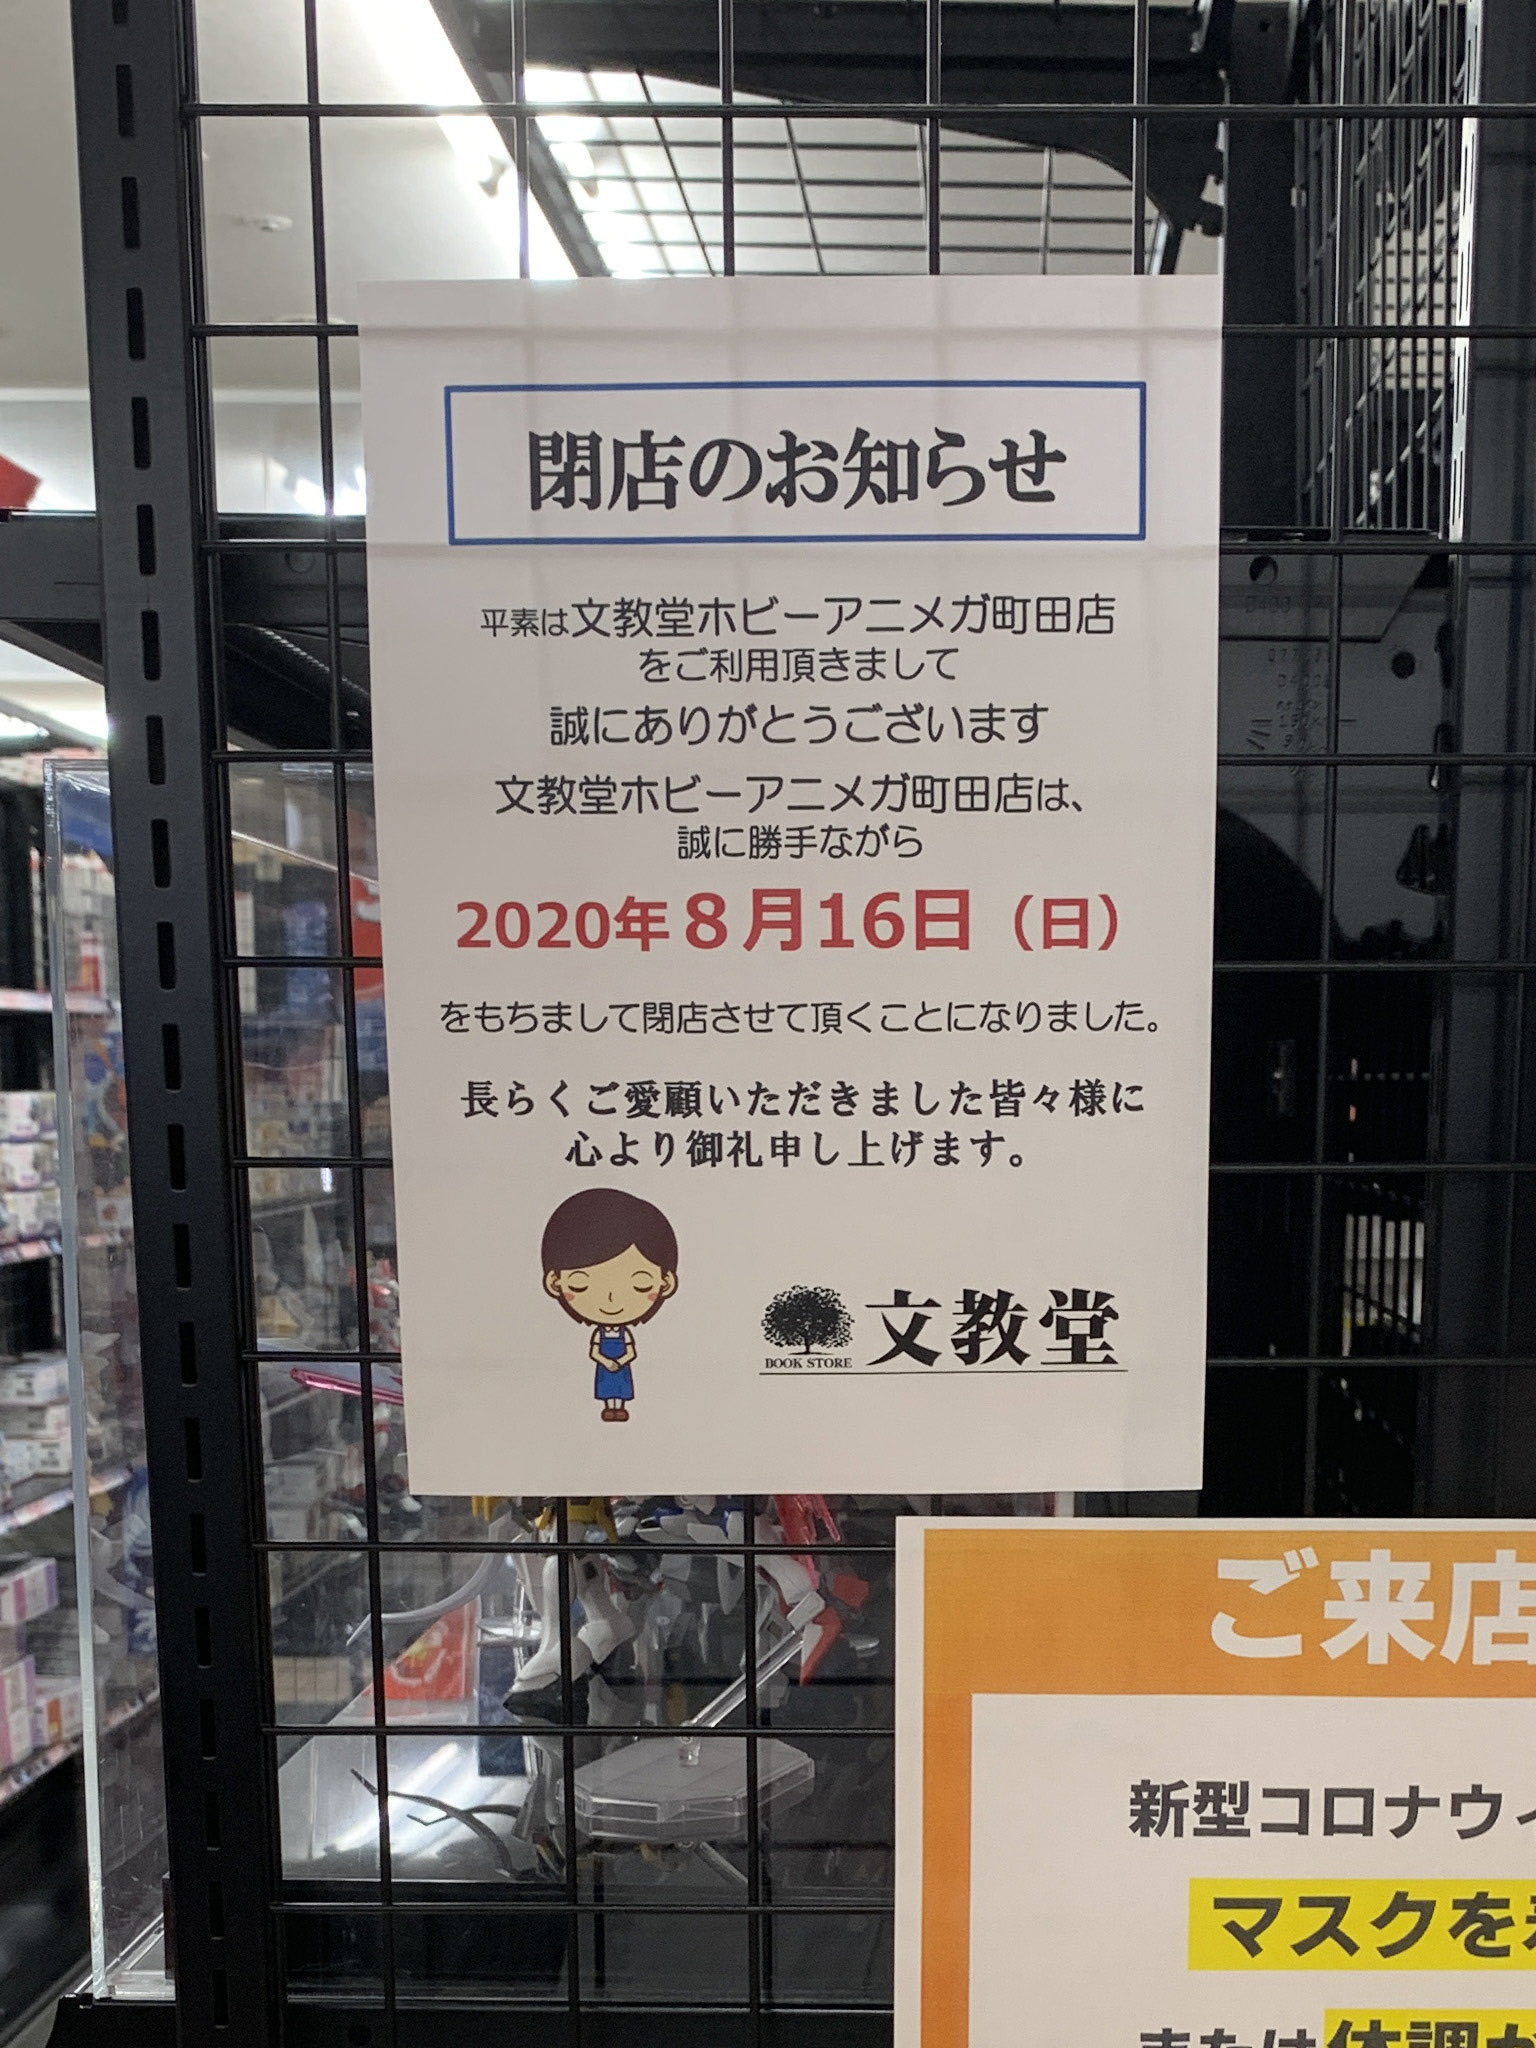 閉店のお知らせ
平素は文教堂ホビーアニメガ町田店
をご利用頂きまして
誠にありがとうございます
文教堂ホビーアニメガ町田店は、
誠に勝手ながら
2020年８月16日（日）
をもちまして閉店させて頂くことになりました。
長らくご愛顧いただきました皆々様に
心より御礼申し上げます。
BOOK STORE 文教堂
ご来店
新型コロナウィ
マスクを
または体調が